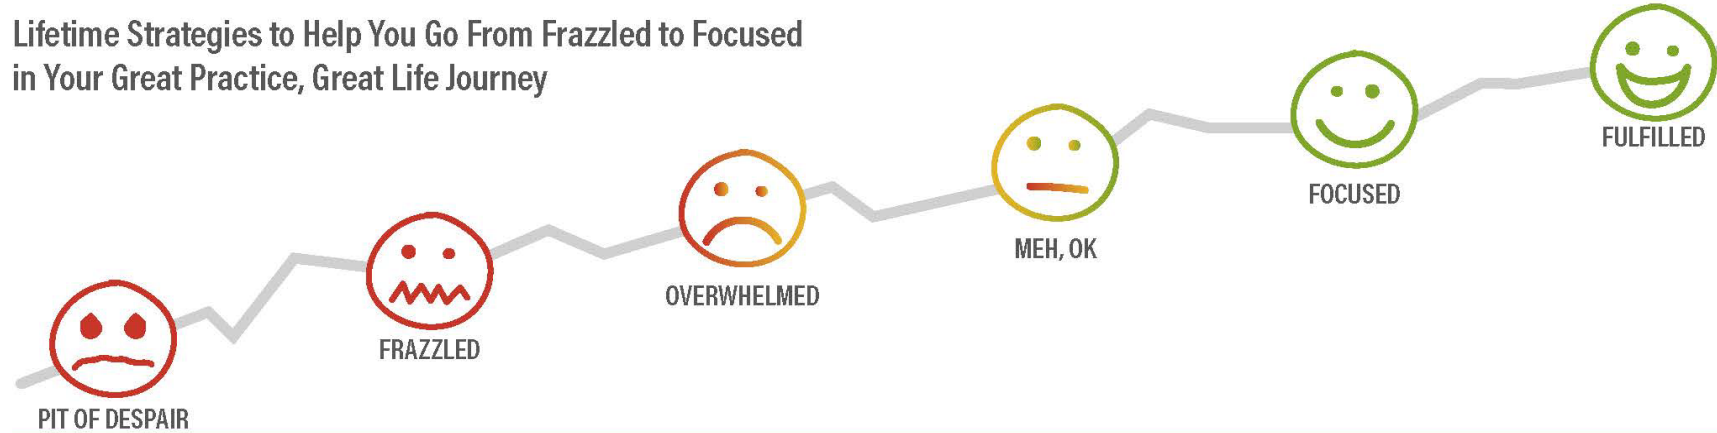 Lifetime Strategies to Help You Go From Frazzled to Focused
in Your Great Practice, Great Life Journey
PIT OF DESPAIR
FRAZZLED
OVERWHELMED
MEH, OK
FOCUSED
FULFILLED